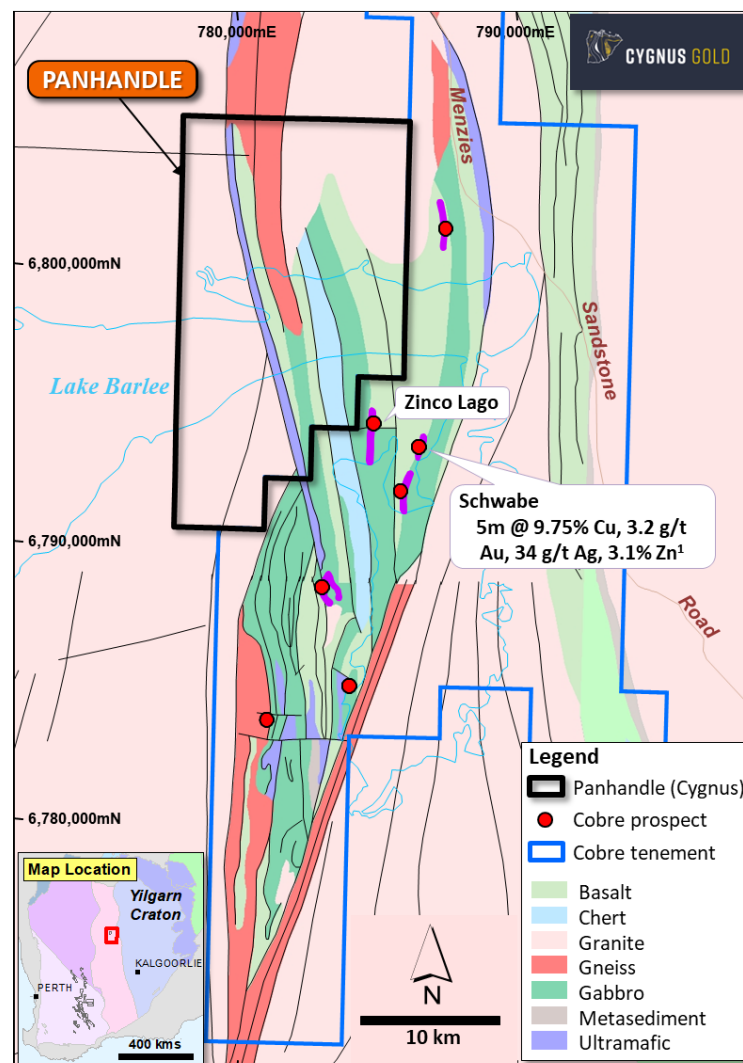 780,000mE
790,000mE
CYGNUS GOLD
PANHANDLE
Menzies
6,800,000mN
Sandstone
Lake Barlee
Zinco Lago
Schwabe
5m @ 9.75% Cu, 3.2 g/t
Au, 34 g/t Ag, 3.1% Zn¹
6,790,000mN
Road
Legend
Panhandle (Cygnus)
Cobre prospect
Cobre tenement
Basalt
Chert
Granite
Gneiss
Gabbro
Metasediment
Ultramafic
6,780,000mN
Map Location
Yilgarn
Craton
KALGOORLIE
PERTH
400 kms
N
10 km